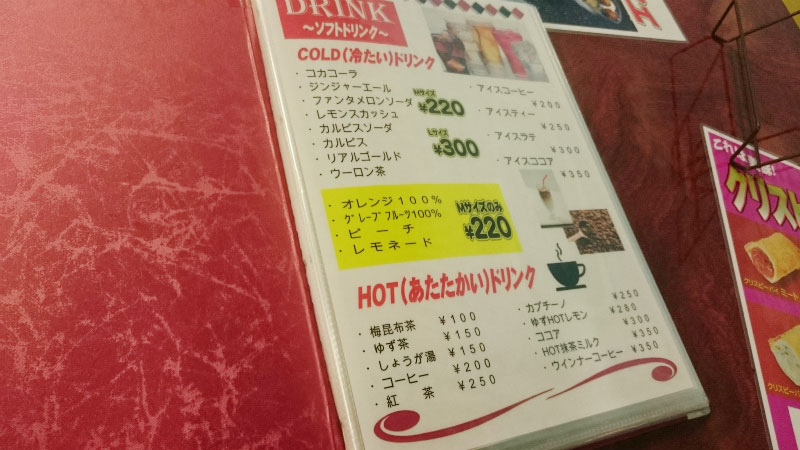 DRINK
～ソフトドリンク～
COLD(冷たい)ドリンク
・コカコーラ
・ジンジャーエール
・ファンタメロンソーダ
・レモンスカッシュ
・カルピスソーダ
・カルピス
・リアルゴールド
・ウーロン茶
Mサイズ
¥220
Lサイズ
¥300
・アイスコーヒー
¥200
・アイスティー
¥250
・アイスラテ
¥300
・アイスココア
¥350
・オレンジ100%
・グレープフルーツ100%
・ピーチ
・レモネード
Mサイズのみ
¥220
HOT(あたたかい)ドリンク
・梅昆布茶 ¥100
・ゆず茶 ¥150
・しょうが湯 ¥150
・コーヒー ¥200
・紅　茶 ¥250
・カプチーノ ¥250
・ゆずHOTレモン ¥280
・ココア ¥300
・HOT抹茶ミルク ¥350
・ウインナーコーヒー ¥350
クリスピーパイ ミート